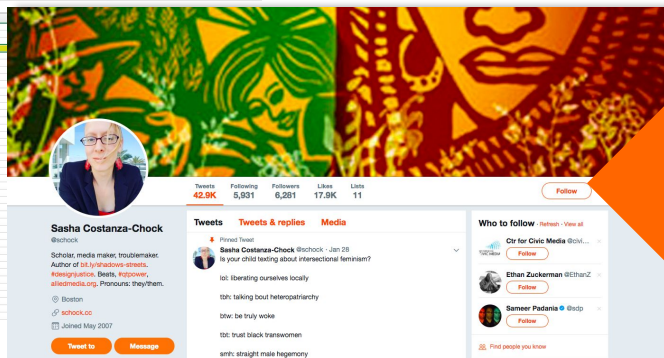 Tweets Following Followers Likes Lists
42.9K 5,931 6,281 17.9K 11
Follow
Sasha Costanza-Chock
@schock
Scholar, media maker, troublemaker.
Author of bit.ly/shadows-streets.
#designjustice. Beats, #qtpower,
alliedmedia.org. Pronouns: they/them.
Boston
schock.cc
Joined May 2007
Tweet to Message
Tweets Tweets & replies Media
Pinned Tweet
Sasha Costanza-Chock @schock · Jan 28
Is your child texting about intersectional feminism?
lol: liberating ourselves locally
tbh: talking bout heteropatriarchy
btw: be truly woke
tbt: trust black transwomen
smh: straight male hegemony
Who to follow · Refresh · View all
Ctr for Civic Media @civi...
Follow
Ethan Zuckerman @EthanZ
Follow
Sameer Padania @sdp
Follow
Find people you know